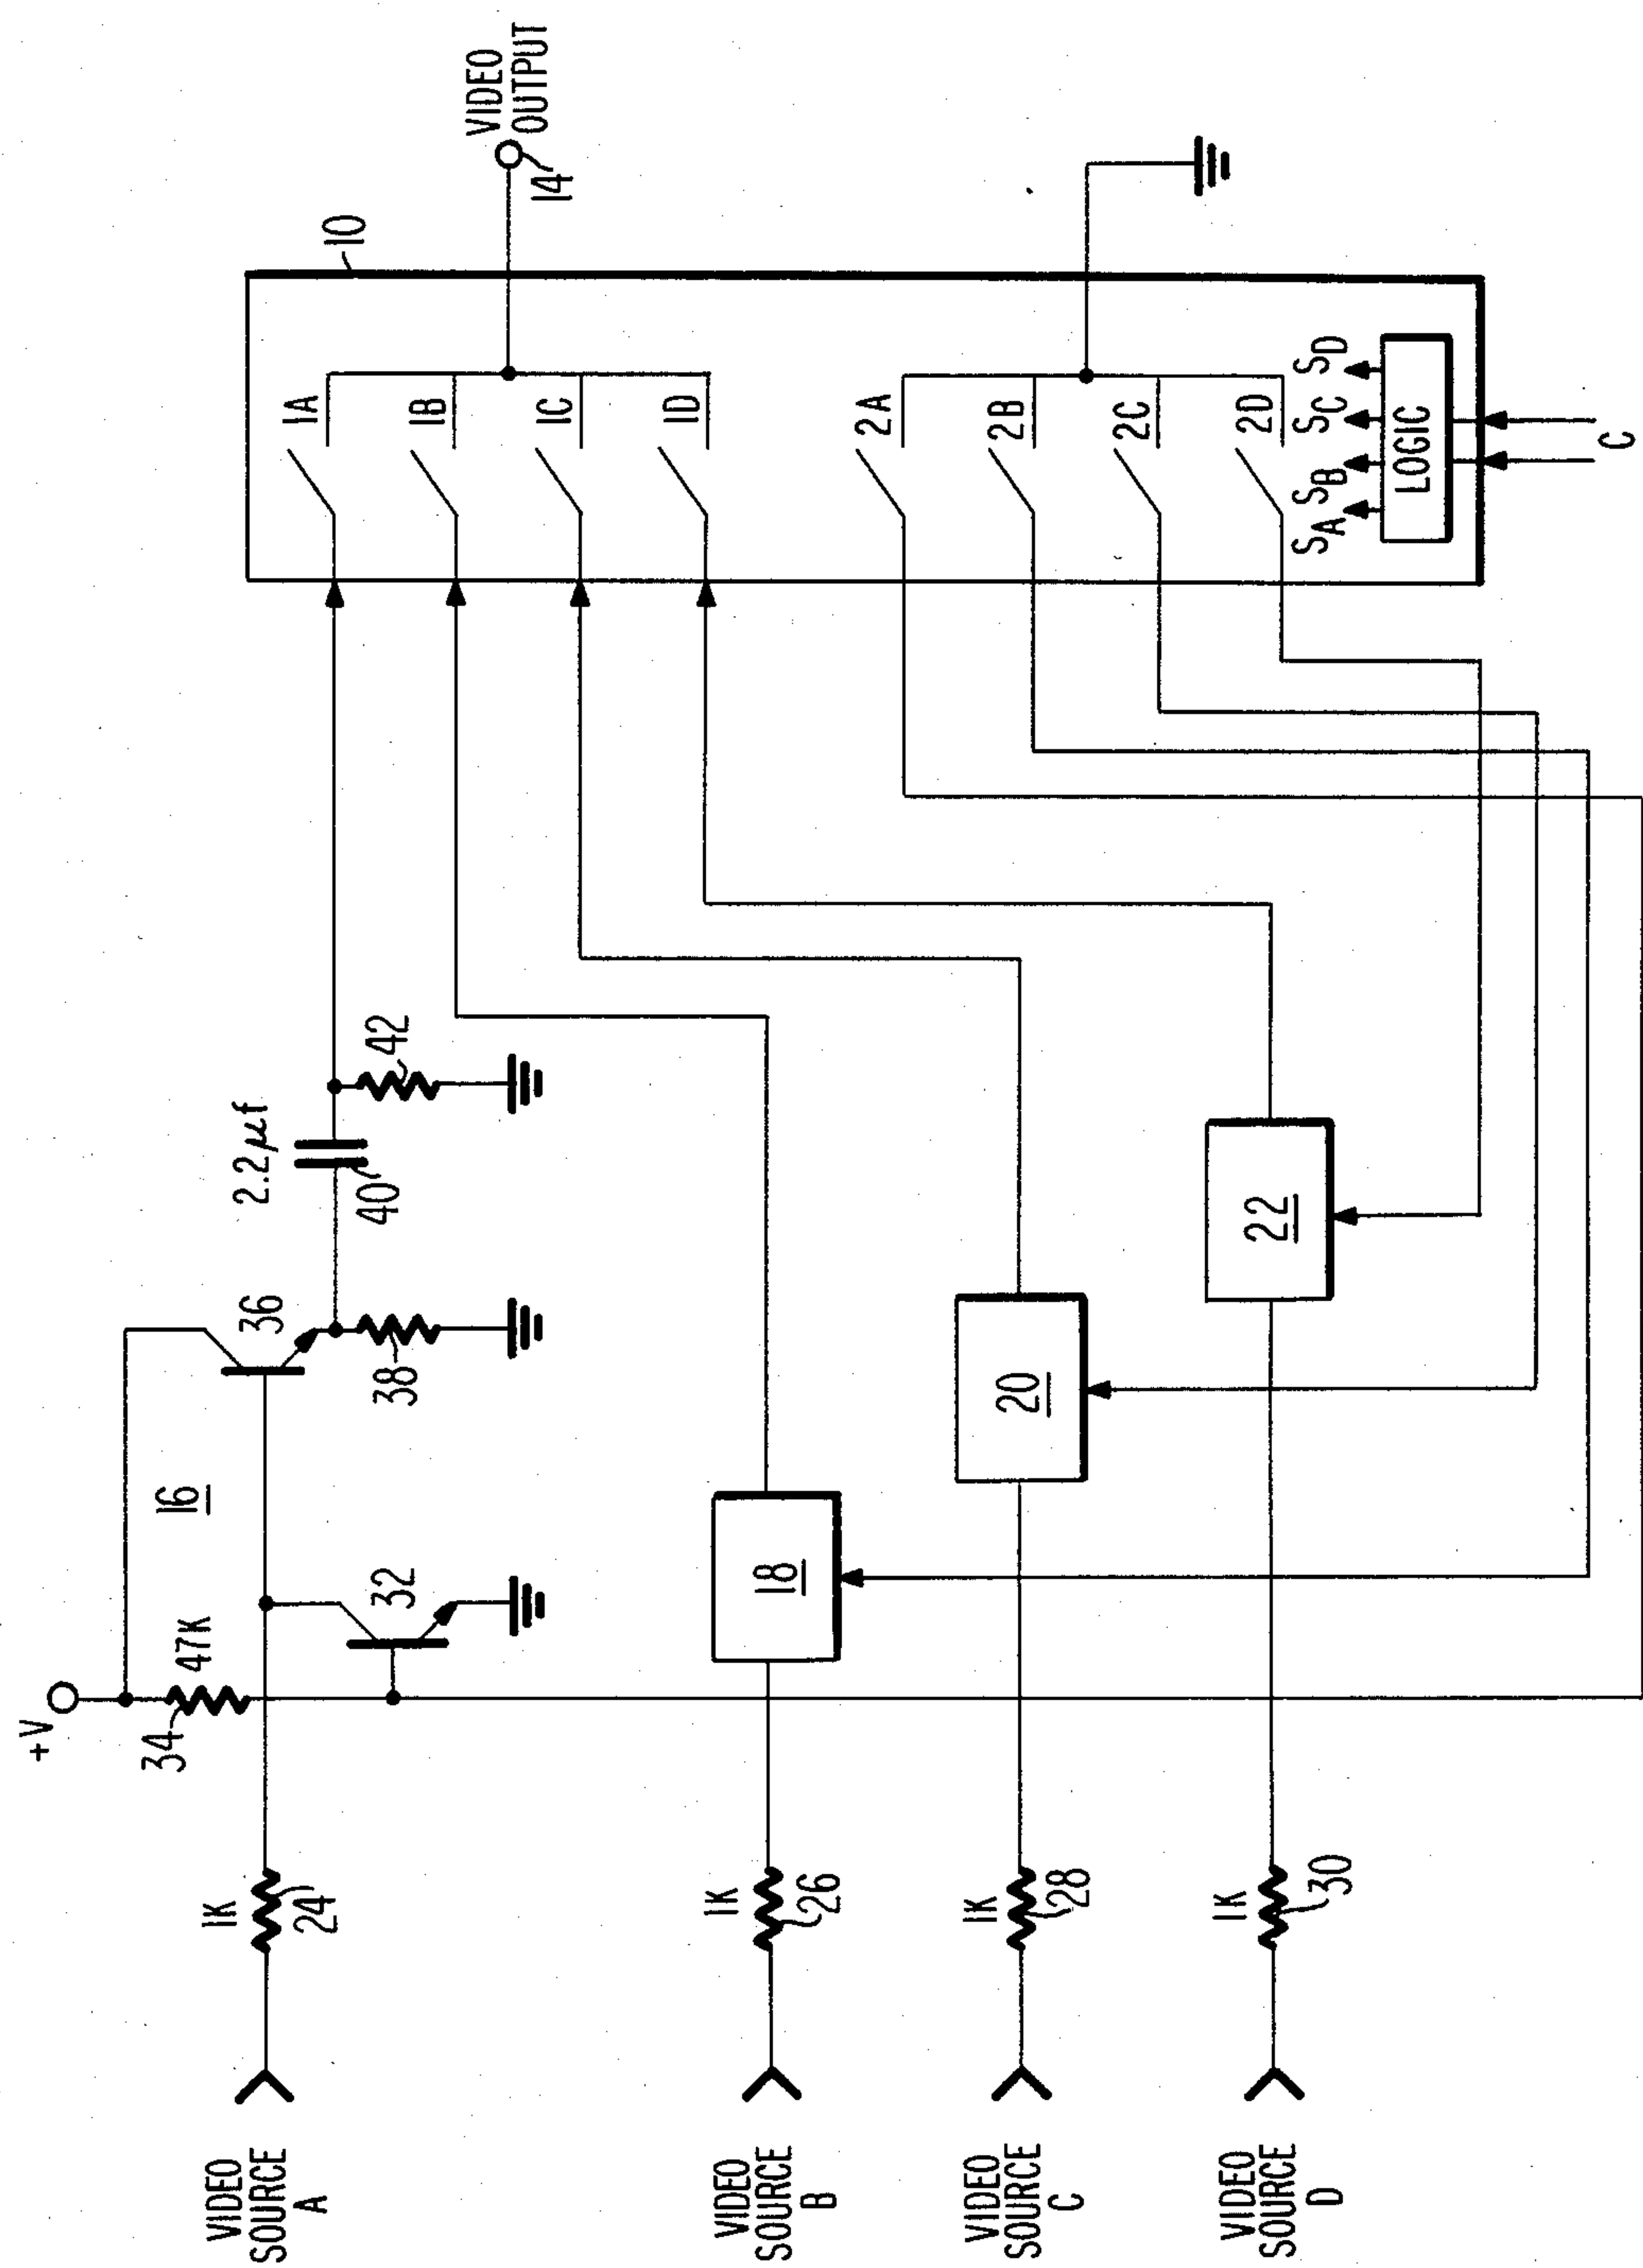 +V
34
47K
16
36
2.2µf
40
42
38
32
10
VIDEO
OUTPUT
14
1A
1B
1C
1D
2A
2B
2C
2D
SA
SB
SC
SD
LOGIC
C
VIDEO
SOURCE
A
1K
24
VIDEO
SOURCE
B
1K
26
18
VIDEO
SOURCE
C
1K
28
20
VIDEO
SOURCE
D
1K
30
22